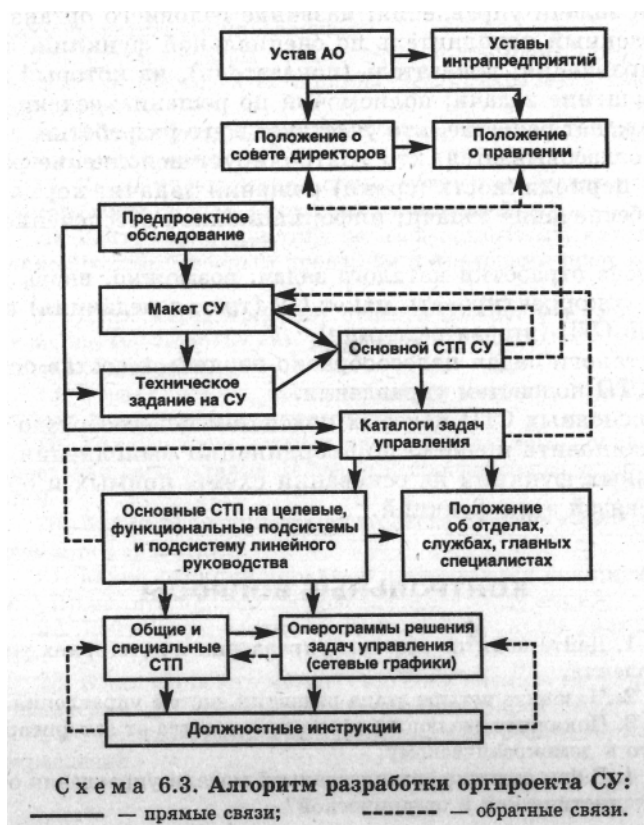 Устав АО
Уставы
интрапредприятий
Положение о
совете директоров
Положение
о правлении
Предпроектное
обследование
Макет СУ
Основой СТП СУ
Техническое
задание на СУ
Каталоги задач
управления
Основные СТП на целевые,
функциональные подсистемы
и подсистему линейного
руководства
Положение
об отделах,
службах, главных
специалистах
Общие и
специальные
СТП
Оперограммы решения
задач управления
(сетевые графики)
Должностные инструкции
Схема 6.3. Алгоритм разработки оргпроекта СУ:
— прямые связи; — обратные связи.